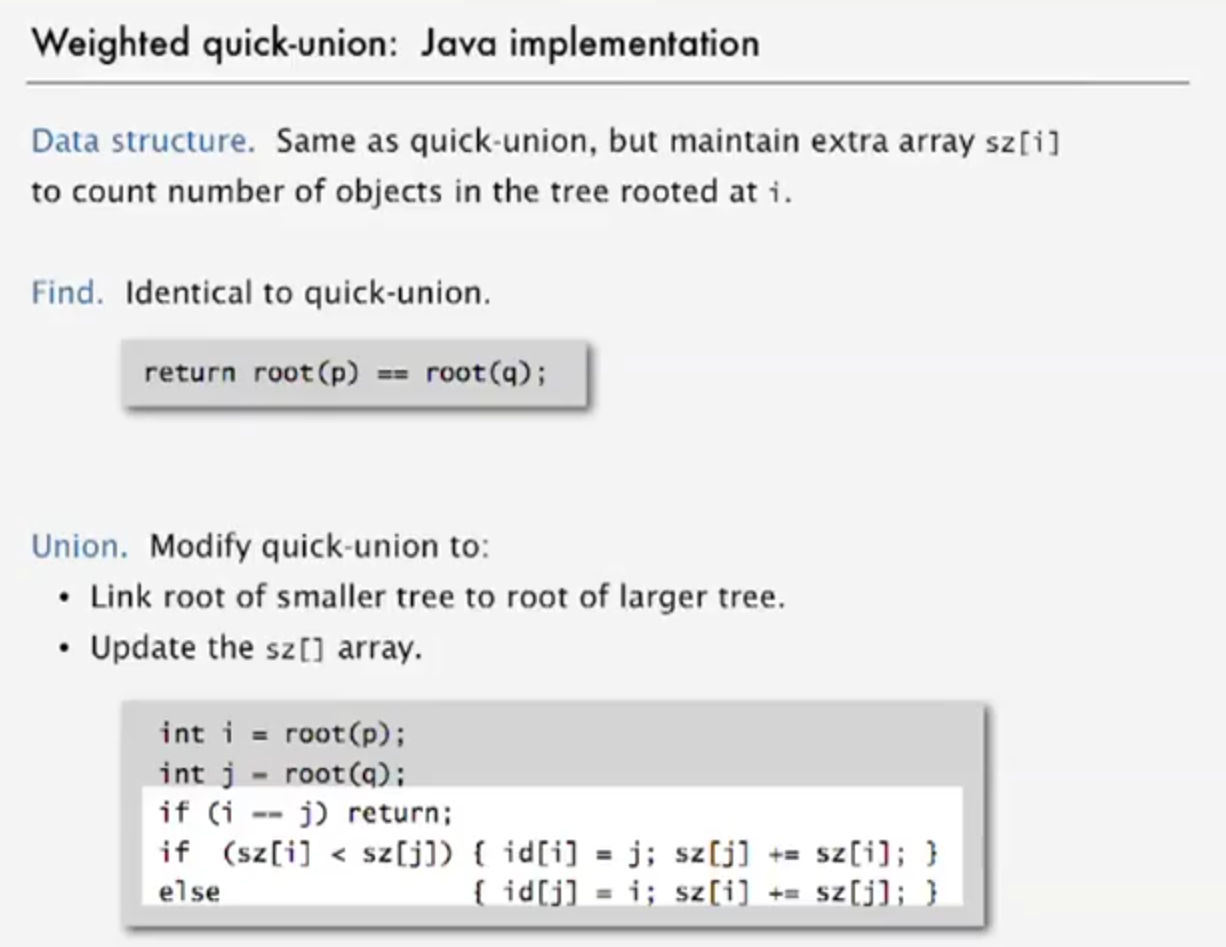 Weighted quick-union: Java implementation
Data structure. Same as quick-union, but maintain extra array sz[i]
to count number of objects in the tree rooted at i.
Find. Identical to quick-union.
return root(p) == root(q);
Union. Modify quick-union to:
• Link root of smaller tree to root of larger tree.
• Update the sz[] array.
int i = root(p);
int j = root(q);
if (i == j) return;
if (sz[i] < sz[j]) { id[i] = j; sz[j] += sz[i]; }
else { id[j] = i; sz[i] += sz[j]; }